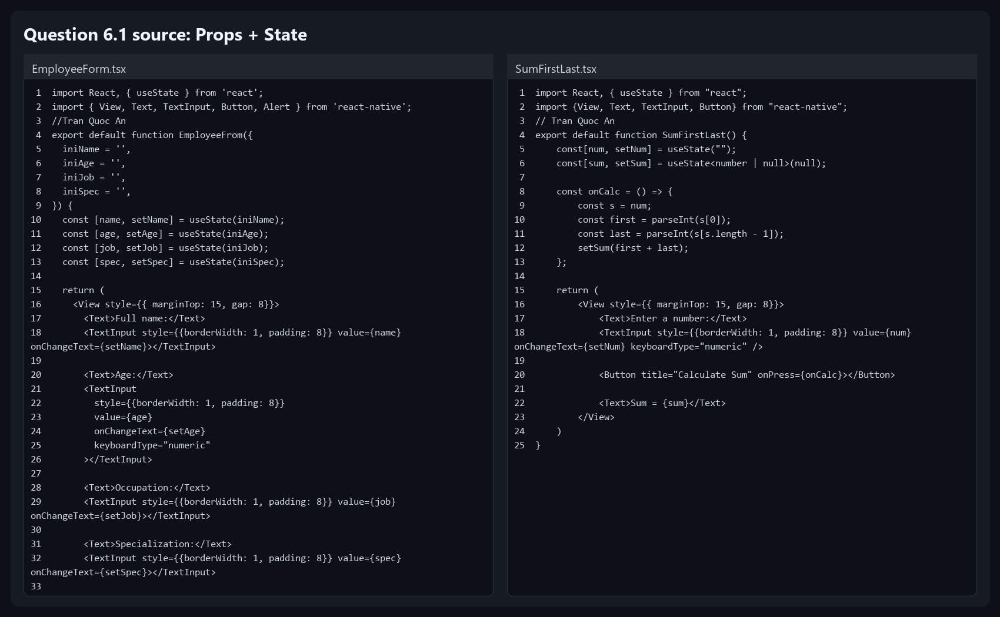 Question 6.1 source: Props + State
EmployeeForm.tsx
1  import React, { useState } from 'react';
2  import { View, Text, TextInput, Button, Alert } from 'react-native';
3  //Tran Quoc An
4  export default function EmployeeFrom({
5    iniName = '',
6    iniAge = '',
7    iniJob = '',
8    iniSpec = '',
9  }) {
10    const [name, setName] = useState(iniName);
11    const [age, setAge] = useState(iniAge);
12    const [job, setJob] = useState(iniJob);
13    const [spec, setSpec] = useState(iniSpec);
14
15    return (
16      <View style={{ marginTop: 15, gap: 8}}>
17        <Text>Full name:</Text>
18        <TextInput style={{borderWidth: 1, padding: 8}} value={name}
onChangeText={setName}></TextInput>
19
20        <Text>Age:</Text>
21        <TextInput
22          style={{borderWidth: 1, padding: 8}}
23          value={age}
24          onChangeText={setAge}
25          keyboardType="numeric"
26        ></TextInput>
27
28        <Text>Occupation:</Text>
29        <TextInput style={{borderWidth: 1, padding: 8}} value={job}
onChangeText={setJob}></TextInput>
30
31        <Text>Specialization:</Text>
32        <TextInput style={{borderWidth: 1, padding: 8}} value={spec}
onChangeText={setSpec}></TextInput>
33
SumFirstLast.tsx
1  import React, { useState } from "react";
2  import {View, Text, TextInput, Button} from "react-native";
3  // Tran Quoc An
4  export default function SumFirstLast() {
5      const[num, setNum] = useState("");
6      const[sum, setSum] = useState<number | null>(null);
7
8      const onCalc = () => {
9          const s = num;
10          const first = parseInt(s[0]);
11          const last = parseInt(s[s.length - 1]);
12          setSum(first + last);
13      };
14
15      return (
16          <View style={{ marginTop: 15, gap: 8}}>
17              <Text>Enter a number:</Text>
18              <TextInput style={{borderWidth: 1, padding: 8}} value={num}
onChangeText={setNum} keyboardType="numeric" />
19
20              <Button title="Calculate Sum" onPress={onCalc}></Button>
21
22              <Text>Sum = {sum}</Text>
23          </View>
24      )
25  }